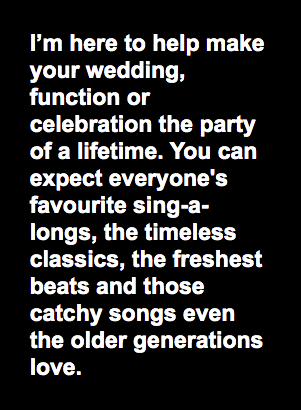 I’m here to help make
your wedding,
function or
celebration the party
of a lifetime. You can
expect everyone's
favourite sing-a-
longs, the timeless
classics, the freshest
beats and those
catchy songs even
the older generations
love.